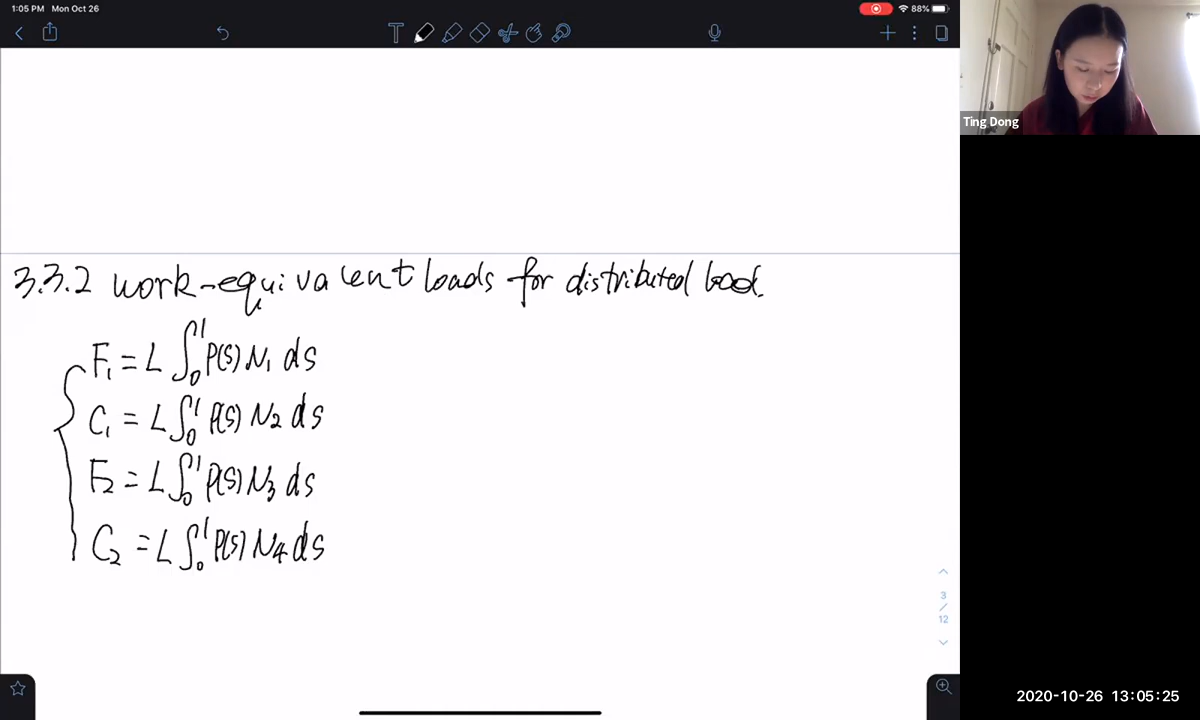 1:05 PM Mon Oct 26
88%
T
Ting Dong
3.3.2 work-equivalent loads for distributed load.
F₁ = L ∫₀¹ P(s) N₁ ds
C₁ = L ∫₀¹ P(s) N₂ ds
F₂ = L ∫₀¹ P(s) N₃ ds
C₂ = L ∫₀¹ P(s) N₄ ds
3
/
12
2020-10-26 13:05:25